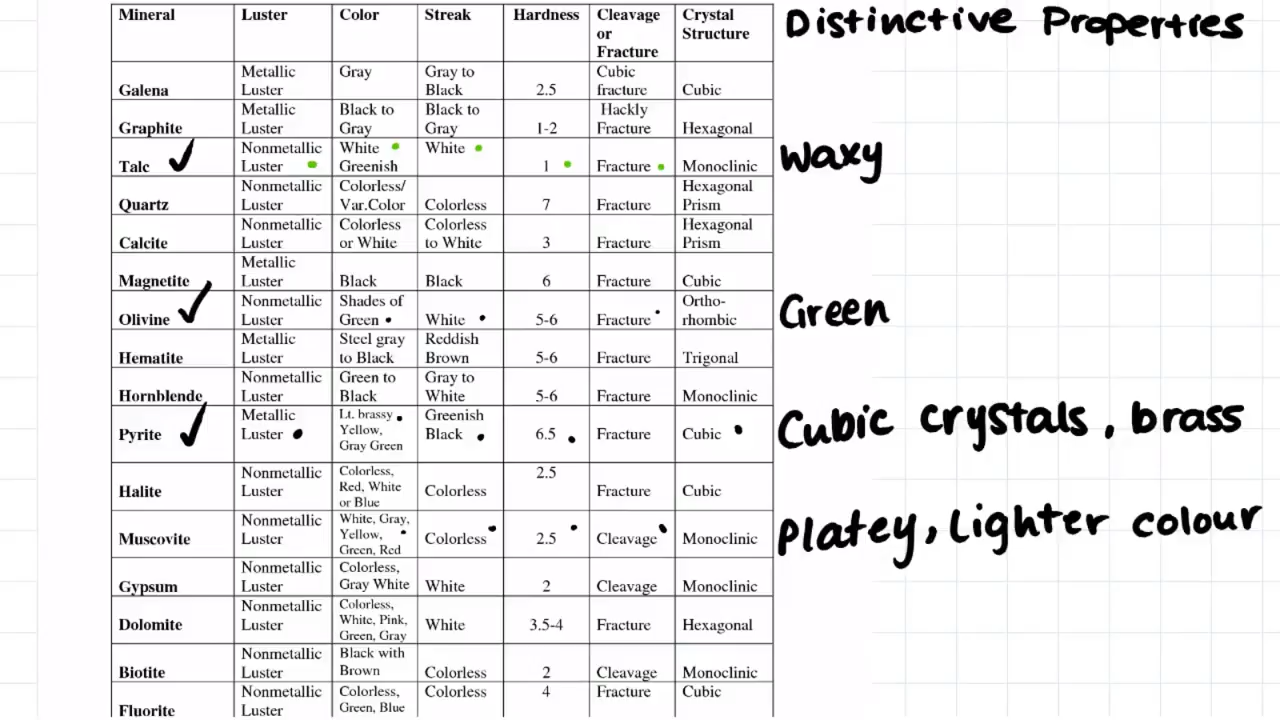 Mineral Luster Color Streak Hardness Cleavage or Fracture Crystal Structure Distinctive Properties
Galena Metallic Luster Gray Gray to Black 2.5 Cubic fracture Cubic
Graphite Metallic Luster Black to Gray Black to Gray 1-2 Hackly Fracture Hexagonal
Talc Nonmetallic Luster White Greenish White 1 Fracture Monoclinic Waxy
Quartz Nonmetallic Luster Colorless/ Var.Color Colorless 7 Fracture Hexagonal Prism
Calcite Nonmetallic Luster Colorless or White Colorless to White 3 Fracture Hexagonal Prism
Magnetite Metallic Luster Black Black 6 Fracture Cubic
Olivine Nonmetallic Luster Shades of Green White 5-6 Fracture Ortho-rhombic Green
Hematite Metallic Luster Steel gray to Black Reddish Brown 5-6 Fracture Trigonal
Hornblende Nonmetallic Luster Green to Black Gray to White 5-6 Fracture Monoclinic
Pyrite Metallic Luster Lt. brassy Yellow, Gray Green Greenish Black 6.5 Fracture Cubic Cubic crystals, brass
Halite Nonmetallic Luster Colorless, Red, White or Blue Colorless 2.5 Fracture Cubic
Muscovite Nonmetallic Luster White, Gray, Yellow, Green, Red Colorless 2.5 Cleavage Monoclinic Platey, Lighter colour
Gypsum Nonmetallic Luster Colorless, Gray White White 2 Cleavage Monoclinic
Dolomite Nonmetallic Luster Colorless, White, Pink, Green, Gray White 3.5-4 Fracture Hexagonal
Biotite Nonmetallic Luster Black with Brown Colorless 2 Cleavage Monoclinic
Fluorite Nonmetallic Luster Colorless, Green, Blue Colorless 4 Fracture Cubic